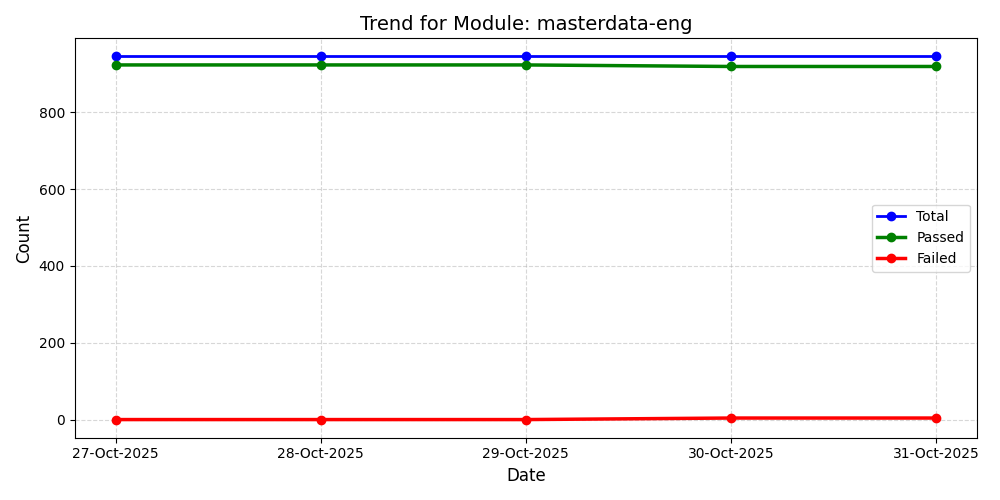 Trend for Module: masterdata-eng
800
600
400
200
0
Count
Total
Passed
Failed
27-Oct-2025
28-Oct-2025
29-Oct-2025
30-Oct-2025
31-Oct-2025
Date